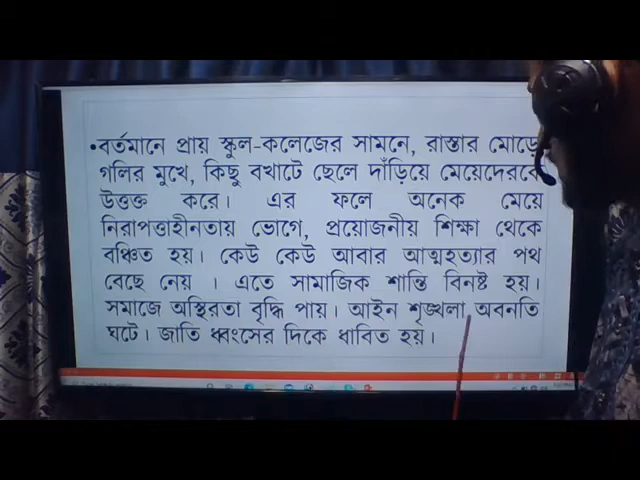 •বর্তমানে প্রায় স্কুল-কলেজের সামনে, রাস্তার মোড়ে
গলির মুখে, কিছু বখাটে ছেলে দাঁড়িয়ে মেয়েদেরকে
উত্তক্ত করে। এর ফলে অনেক মেয়ে
নিরাপত্তাহীনতায় ভোগে, প্রয়োজনীয় শিক্ষা থেকে
বঞ্চিত হয়। কেউ কেউ আবার আত্মহত্যার পথ
বেছে নেয় । এতে সামাজিক শান্তি বিনষ্ট হয়।
সমাজে অস্থিরতা বৃদ্ধি পায়। আইন শৃঙ্খলা অবনতি
ঘটে। জাতি ধ্বংসের দিকে ধাবিত হয়।